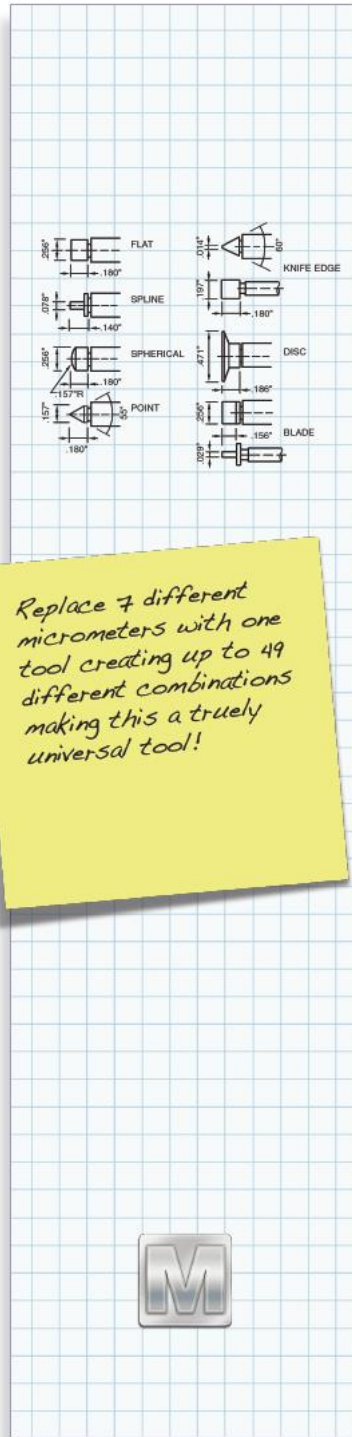 .256"
FLAT
.180"
.078"
SPLINE
.140"
.256"
SPHERICAL
.180"
.157"R
.157"
POINT
55°
.180"
.014"
60°
KNIFE EDGE
.197"
.180"
.471"
DISC
.186"
.256"
.156"
BLADE
.029"
Replace 7 different
micrometers with one
tool creating up to 49
different combinations
making this a truely
universal tool!
M